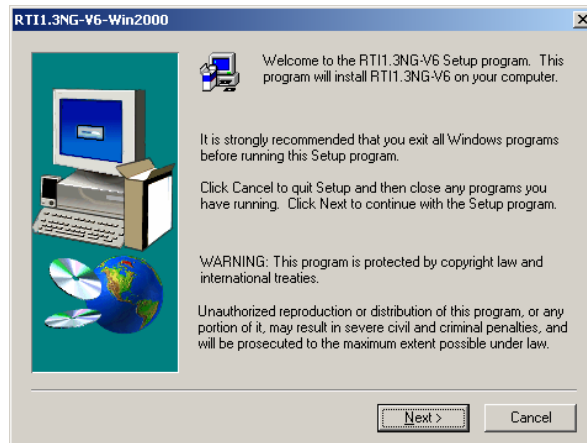 RTI1.3NG-V6-Win2000
Welcome to the RTI1.3NG-V6 Setup program. This
program will install RTI1.3NG-V6 on your computer.
It is strongly recommended that you exit all Windows programs
before running this Setup program.
Click Cancel to quit Setup and then close any programs you
have running. Click Next to continue with the Setup program.
WARNING: This program is protected by copyright law and
international treaties.
Unauthorized reproduction or distribution of this program, or any
portion of it, may result in severe civil and criminal penalties, and
will be prosecuted to the maximum extent possible under law.
Next >
Cancel